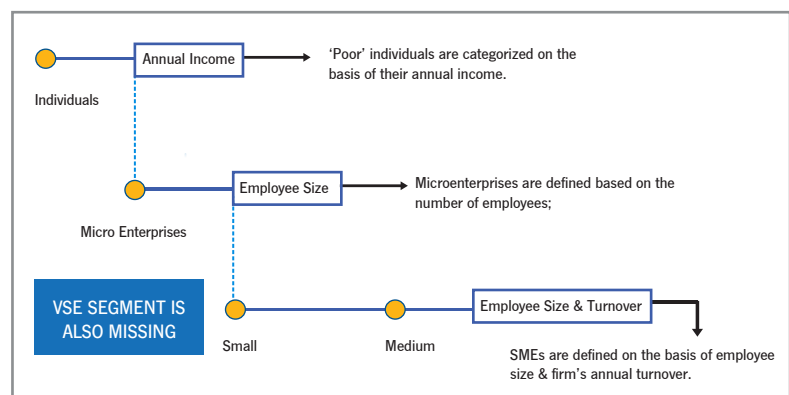 Annual Income
‘Poor’ individuals are categorized on the
basis of their annual income.
Individuals
Employee Size
Microenterprises are defined based on the
number of employees;
Micro Enterprises
VSE SEGMENT IS
ALSO MISSING
Employee Size & Turnover
Small
Medium
SMEs are defined on the basis of employee
size & firm’s annual turnover.